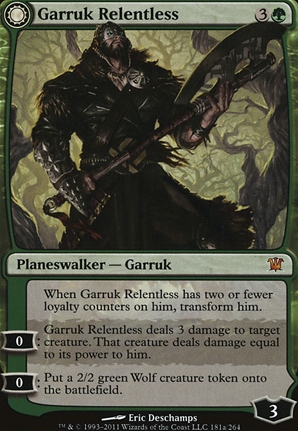 Garruk Relentless 3
Planeswalker — Garruk
When Garruk Relentless has two or fewer
loyalty counters on him, transform him.
0: Garruk Relentless deals 3 damage to target
creature. That creature deals damage equal
to its power to him.
0: Put a 2/2 green Wolf creature token onto
the battlefield.
3
Eric Deschamps
™ & © 1993–2011 Wizards of the Coast LLC 181a/264